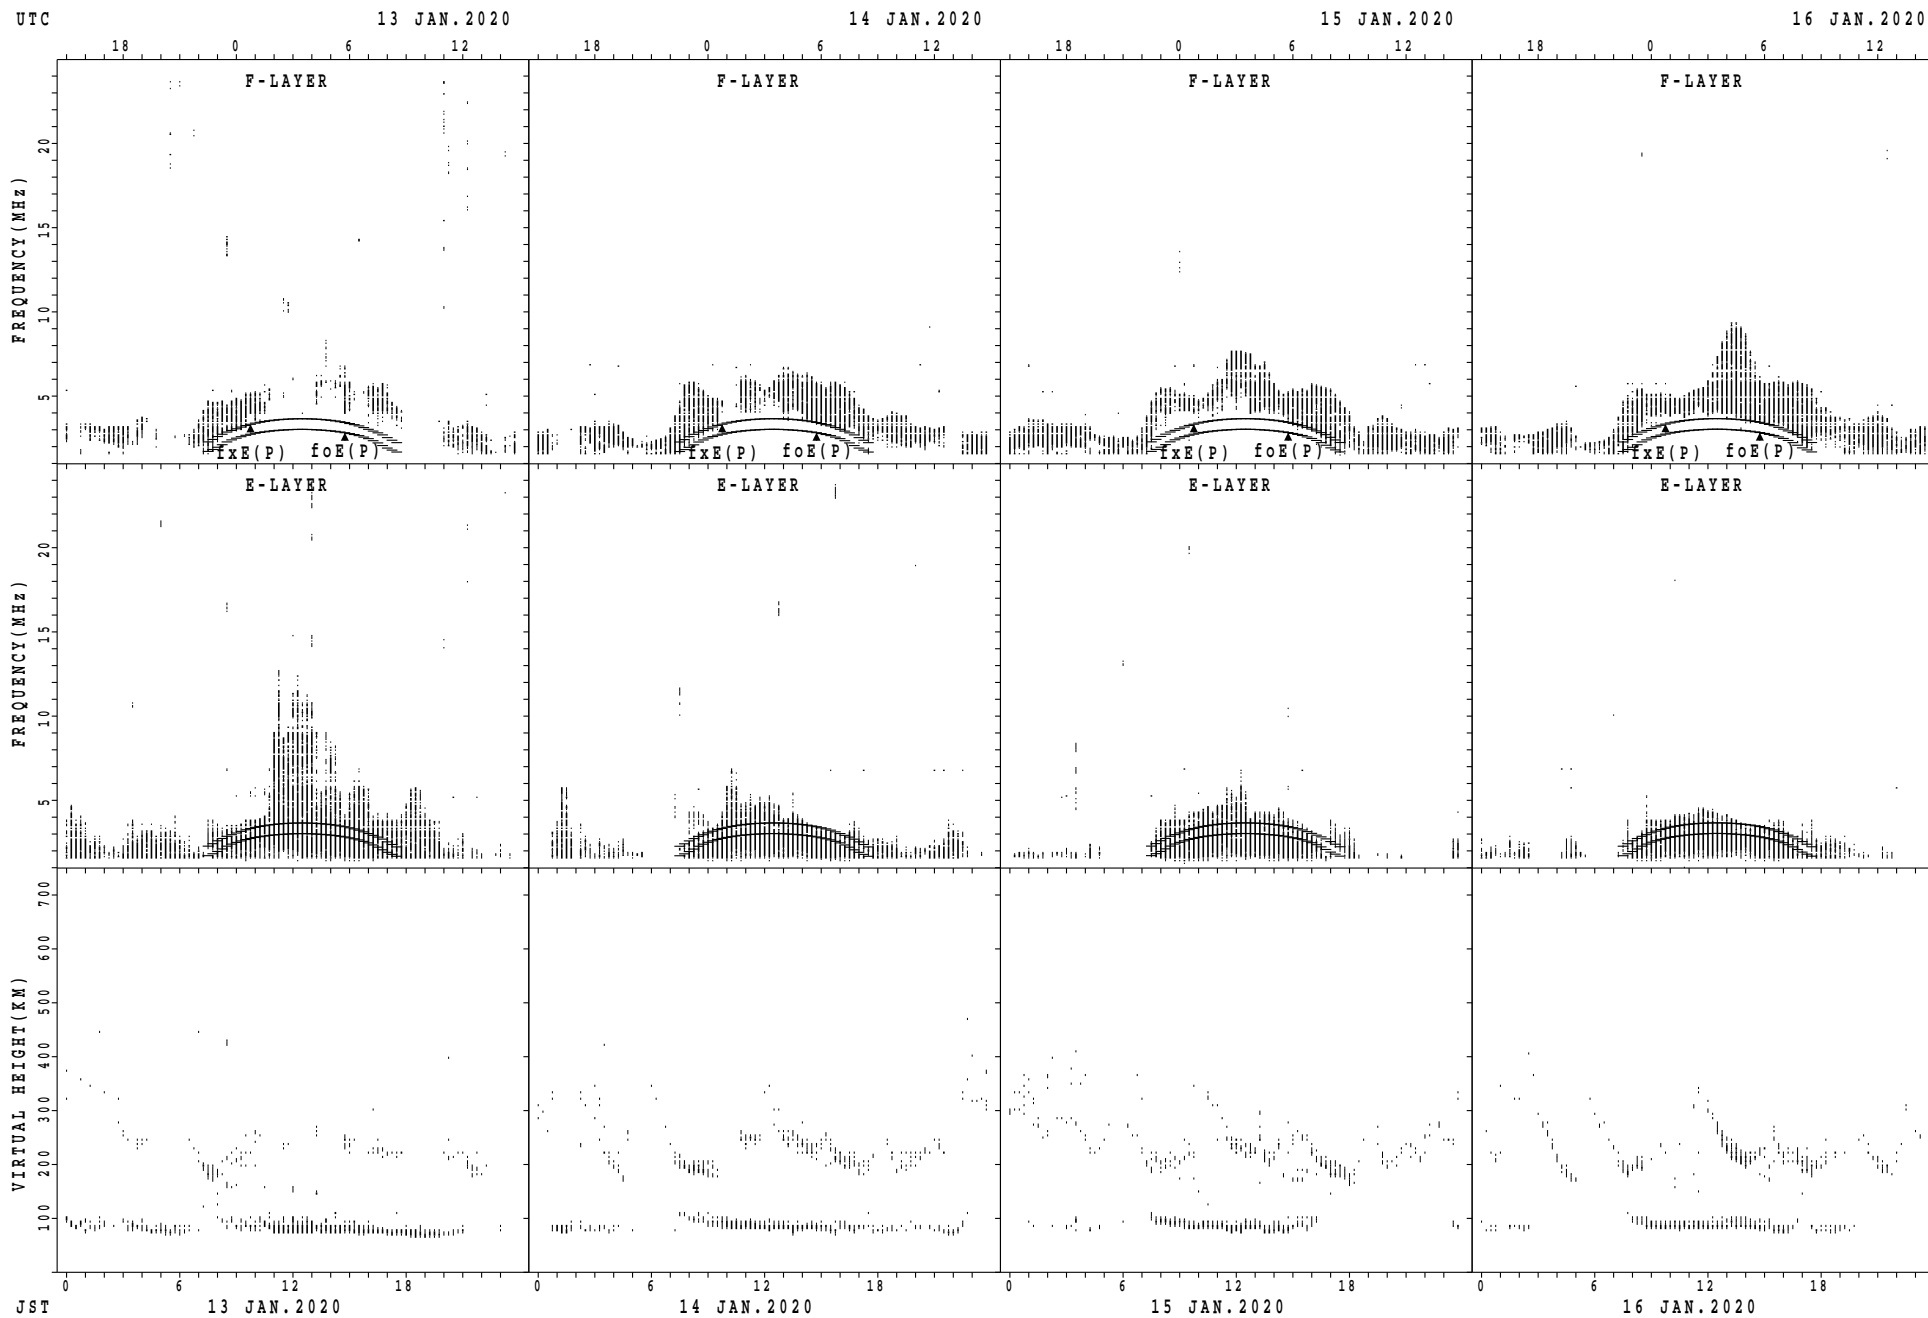 UTC 13 JAN.2020 14 JAN.2020 15 JAN.2020 16 JAN.2020
18 0 6 12 18 0 6 12 18 0 6 12 18 0 6 12
F-LAYER F-LAYER F-LAYER F-LAYER
FREQUENCY(MHz)
20
15
10
5
fxE(P) foE(P) fxE(P) foE(P) fxE(P) foE(P) fxE(P) foE(P)
E-LAYER E-LAYER E-LAYER E-LAYER
FREQUENCY(MHz)
20
15
10
5
VIRTUAL HEIGHT(KM)
700
600
500
400
300
200
100
0 6 12 18 0 6 12 18 0 6 12 18 0 6 12 18
JST 13 JAN.2020 14 JAN.2020 15 JAN.2020 16 JAN.2020